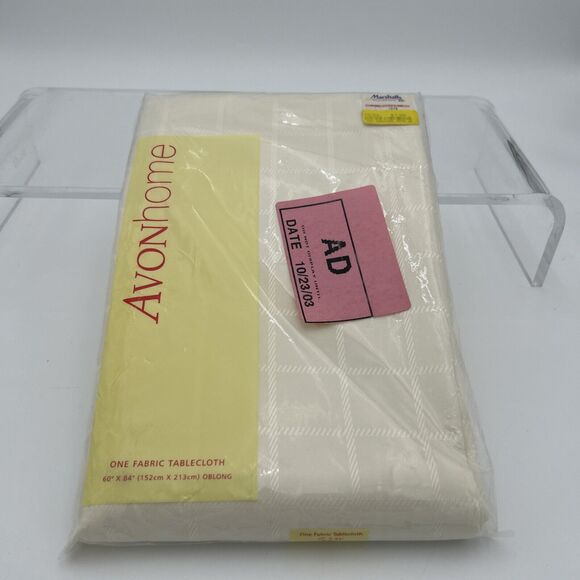 Marshalls
AVONhome
AD
DATE 10/23/03
ONE FABRIC TABLECLOTH
60" X 84" (152cm X 213cm) OBLONG
One Fabric Tablecloth